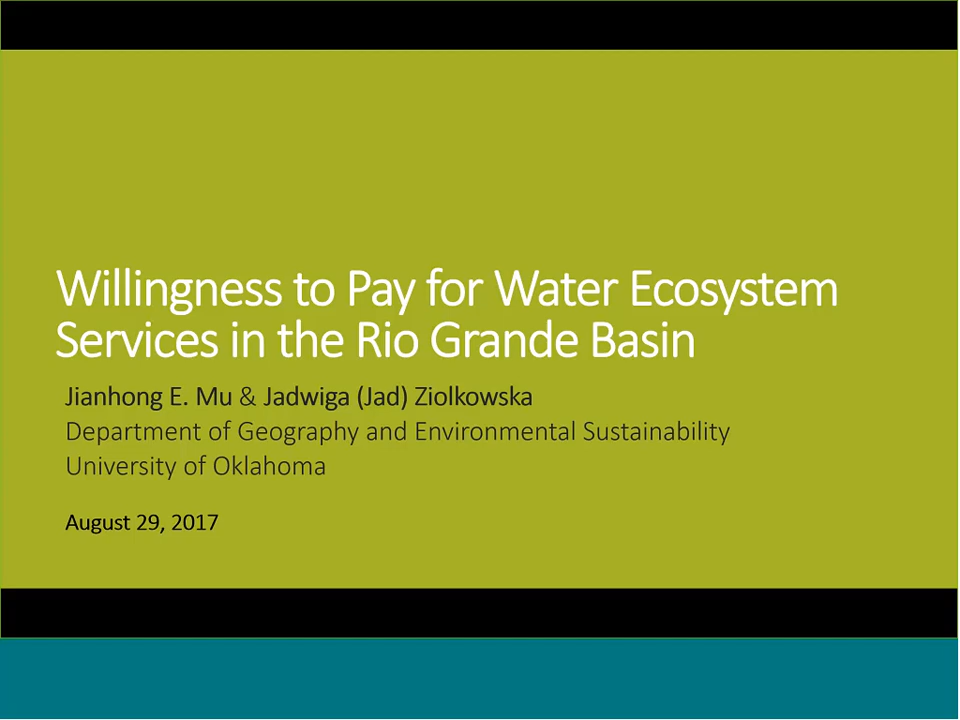 Willingness to Pay for Water Ecosystem
Services in the Rio Grande Basin
Jianhong E. Mu & Jadwiga (Jad) Ziolkowska
Department of Geography and Environmental Sustainability
University of Oklahoma
August 29, 2017